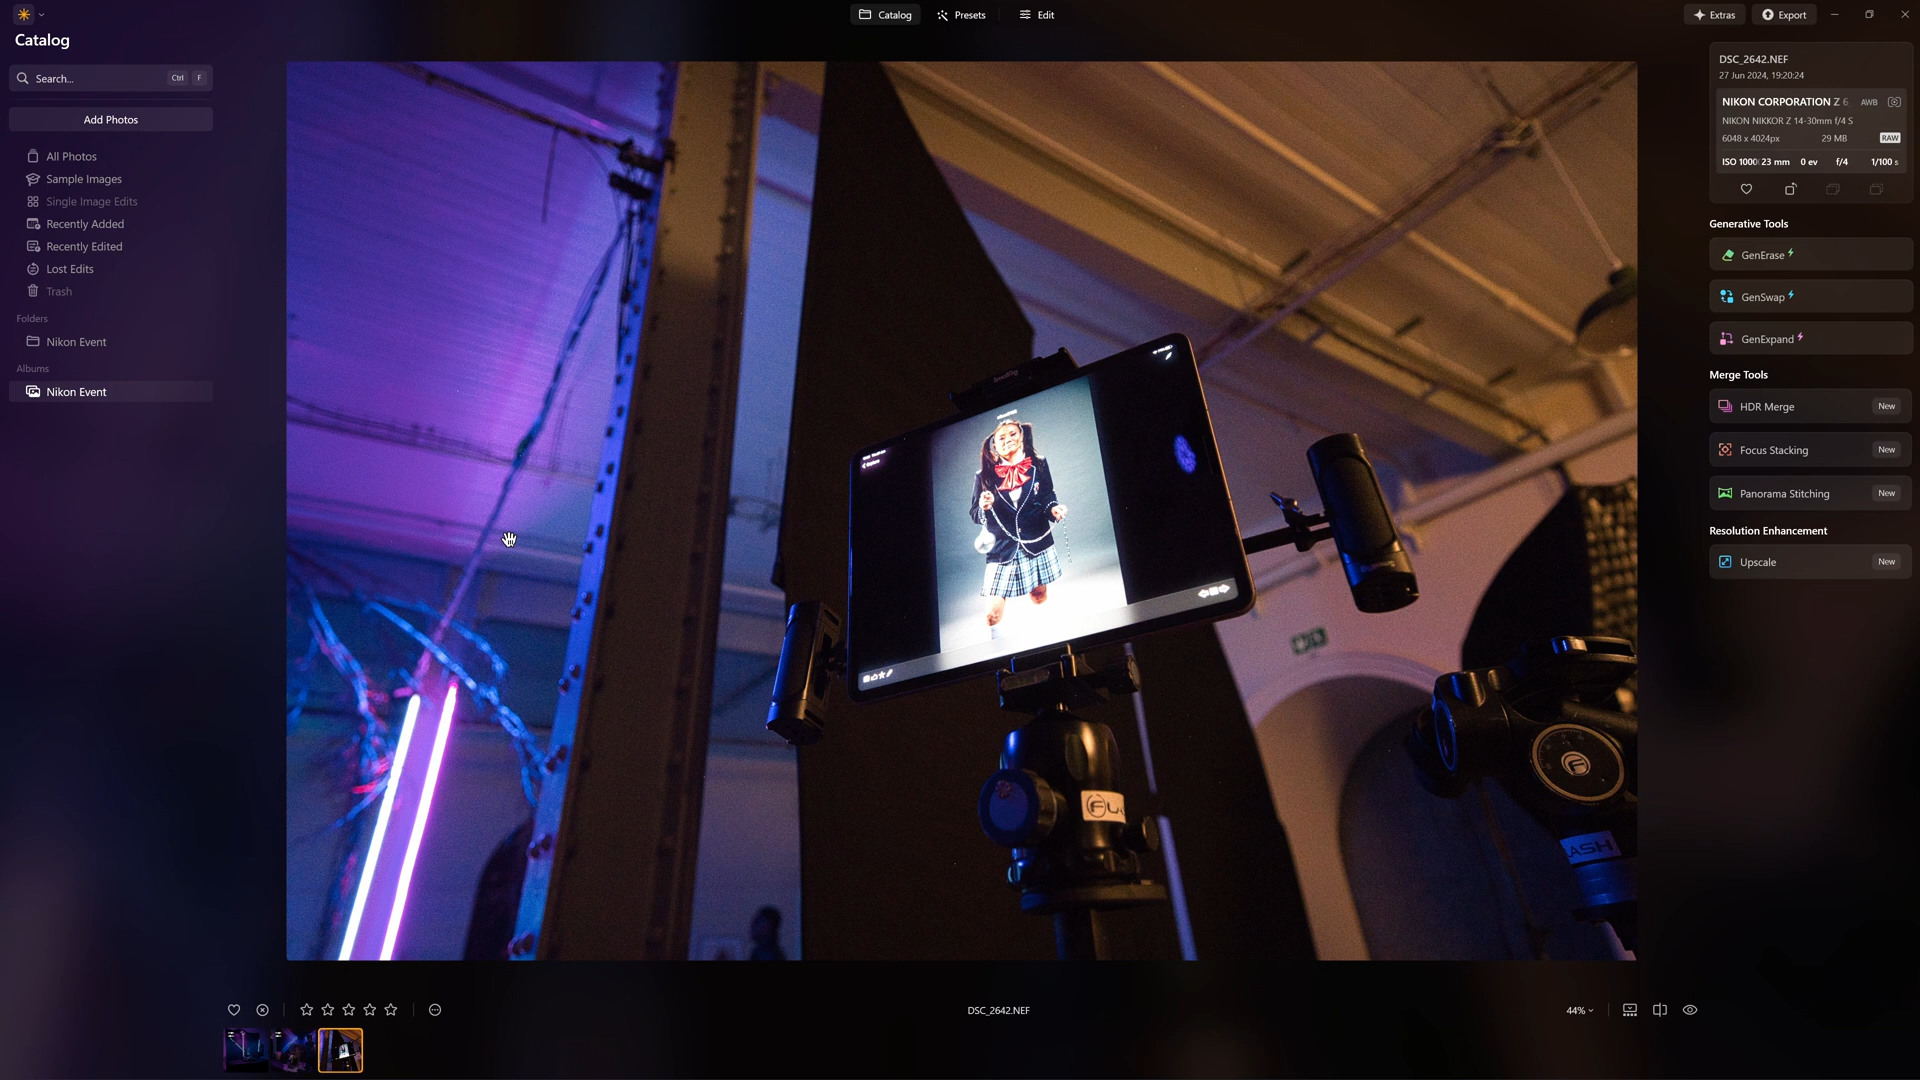 Catalog
Presets
Edit
Extras
Export
Catalog
Search...
Ctrl
F
Add Photos
All Photos
Sample Images
Single Image Edits
Recently Added
Recently Edited
Lost Edits
Trash
Folders
Nikon Event
Albums
Nikon Event
DSC_2642.NEF
27 Jun 2024, 19:20:24
NIKON CORPORATION Z 6
AWB
NIKON NIKKOR Z 14-30mm f/4 S
6048 x 4024px
29 MB
RAW
ISO 1000
23 mm
0 ev
f/4
1/100 s
Generative Tools
GenErase
GenSwap
GenExpand
Merge Tools
HDR Merge
New
Focus Stacking
New
Panorama Stitching
New
Resolution Enhancement
Upscale
New
DSC_2642.NEF
44%